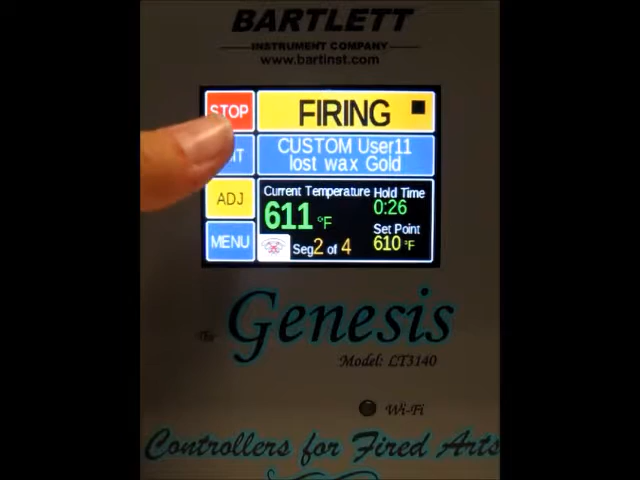 BARTLETT
INSTRUMENT COMPANY
www.bartinst.com
STOP
FIRING
CUSTOM User11
lost wax Gold
ADJ
Current Temperature
611 °F
Hold Time
0:26
Set Point
610 °F
MENU
Seg 2 of 4
The
Genesis
Model: LT3140
Wi-Fi
Controllers for Fired Arts